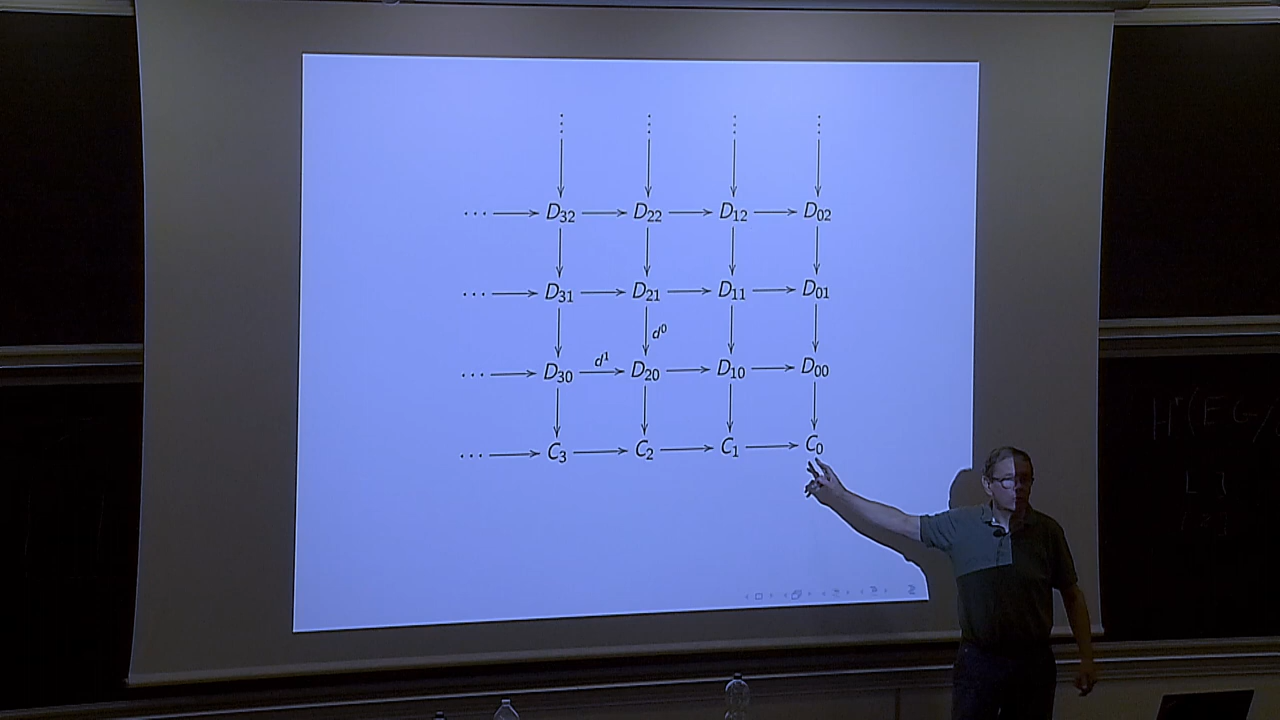 ⋮ ⋮ ⋮ ⋮
⋯ D₃₂ D₂₂ D₁₂ D₀₂
⋯ D₃₁ D₂₁ D₁₁ D₀₁
d⁰
d¹
⋯ D₃₀ D₂₀ D₁₀ D₀₀
⋯ C₃ C₂ C₁ C₀